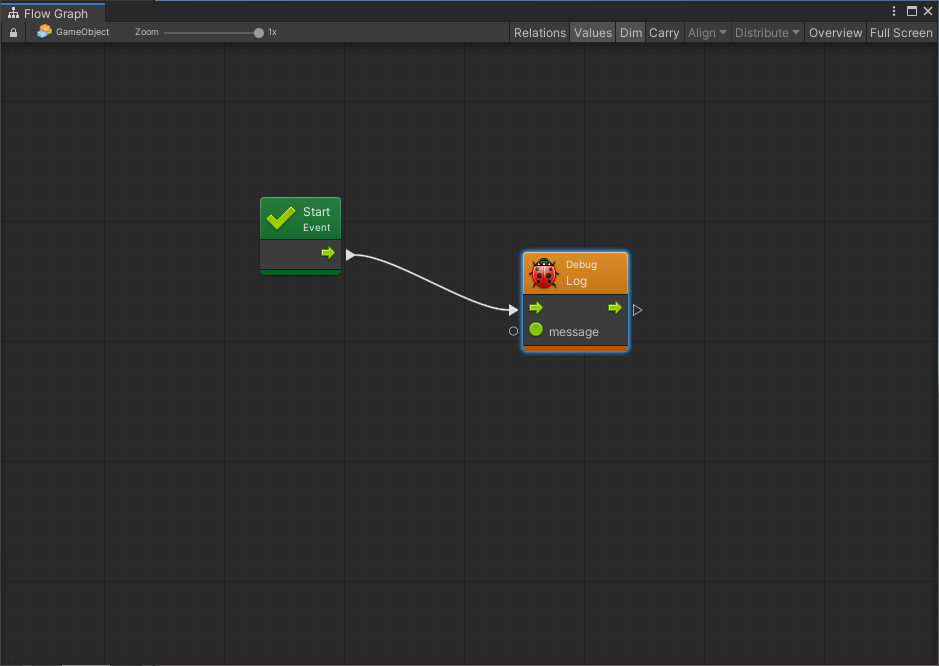 Flow Graph
GameObject Zoom 1x Relations Values Dim Carry Align Distribute Overview Full Screen
Start
Event
Debug
Log
message